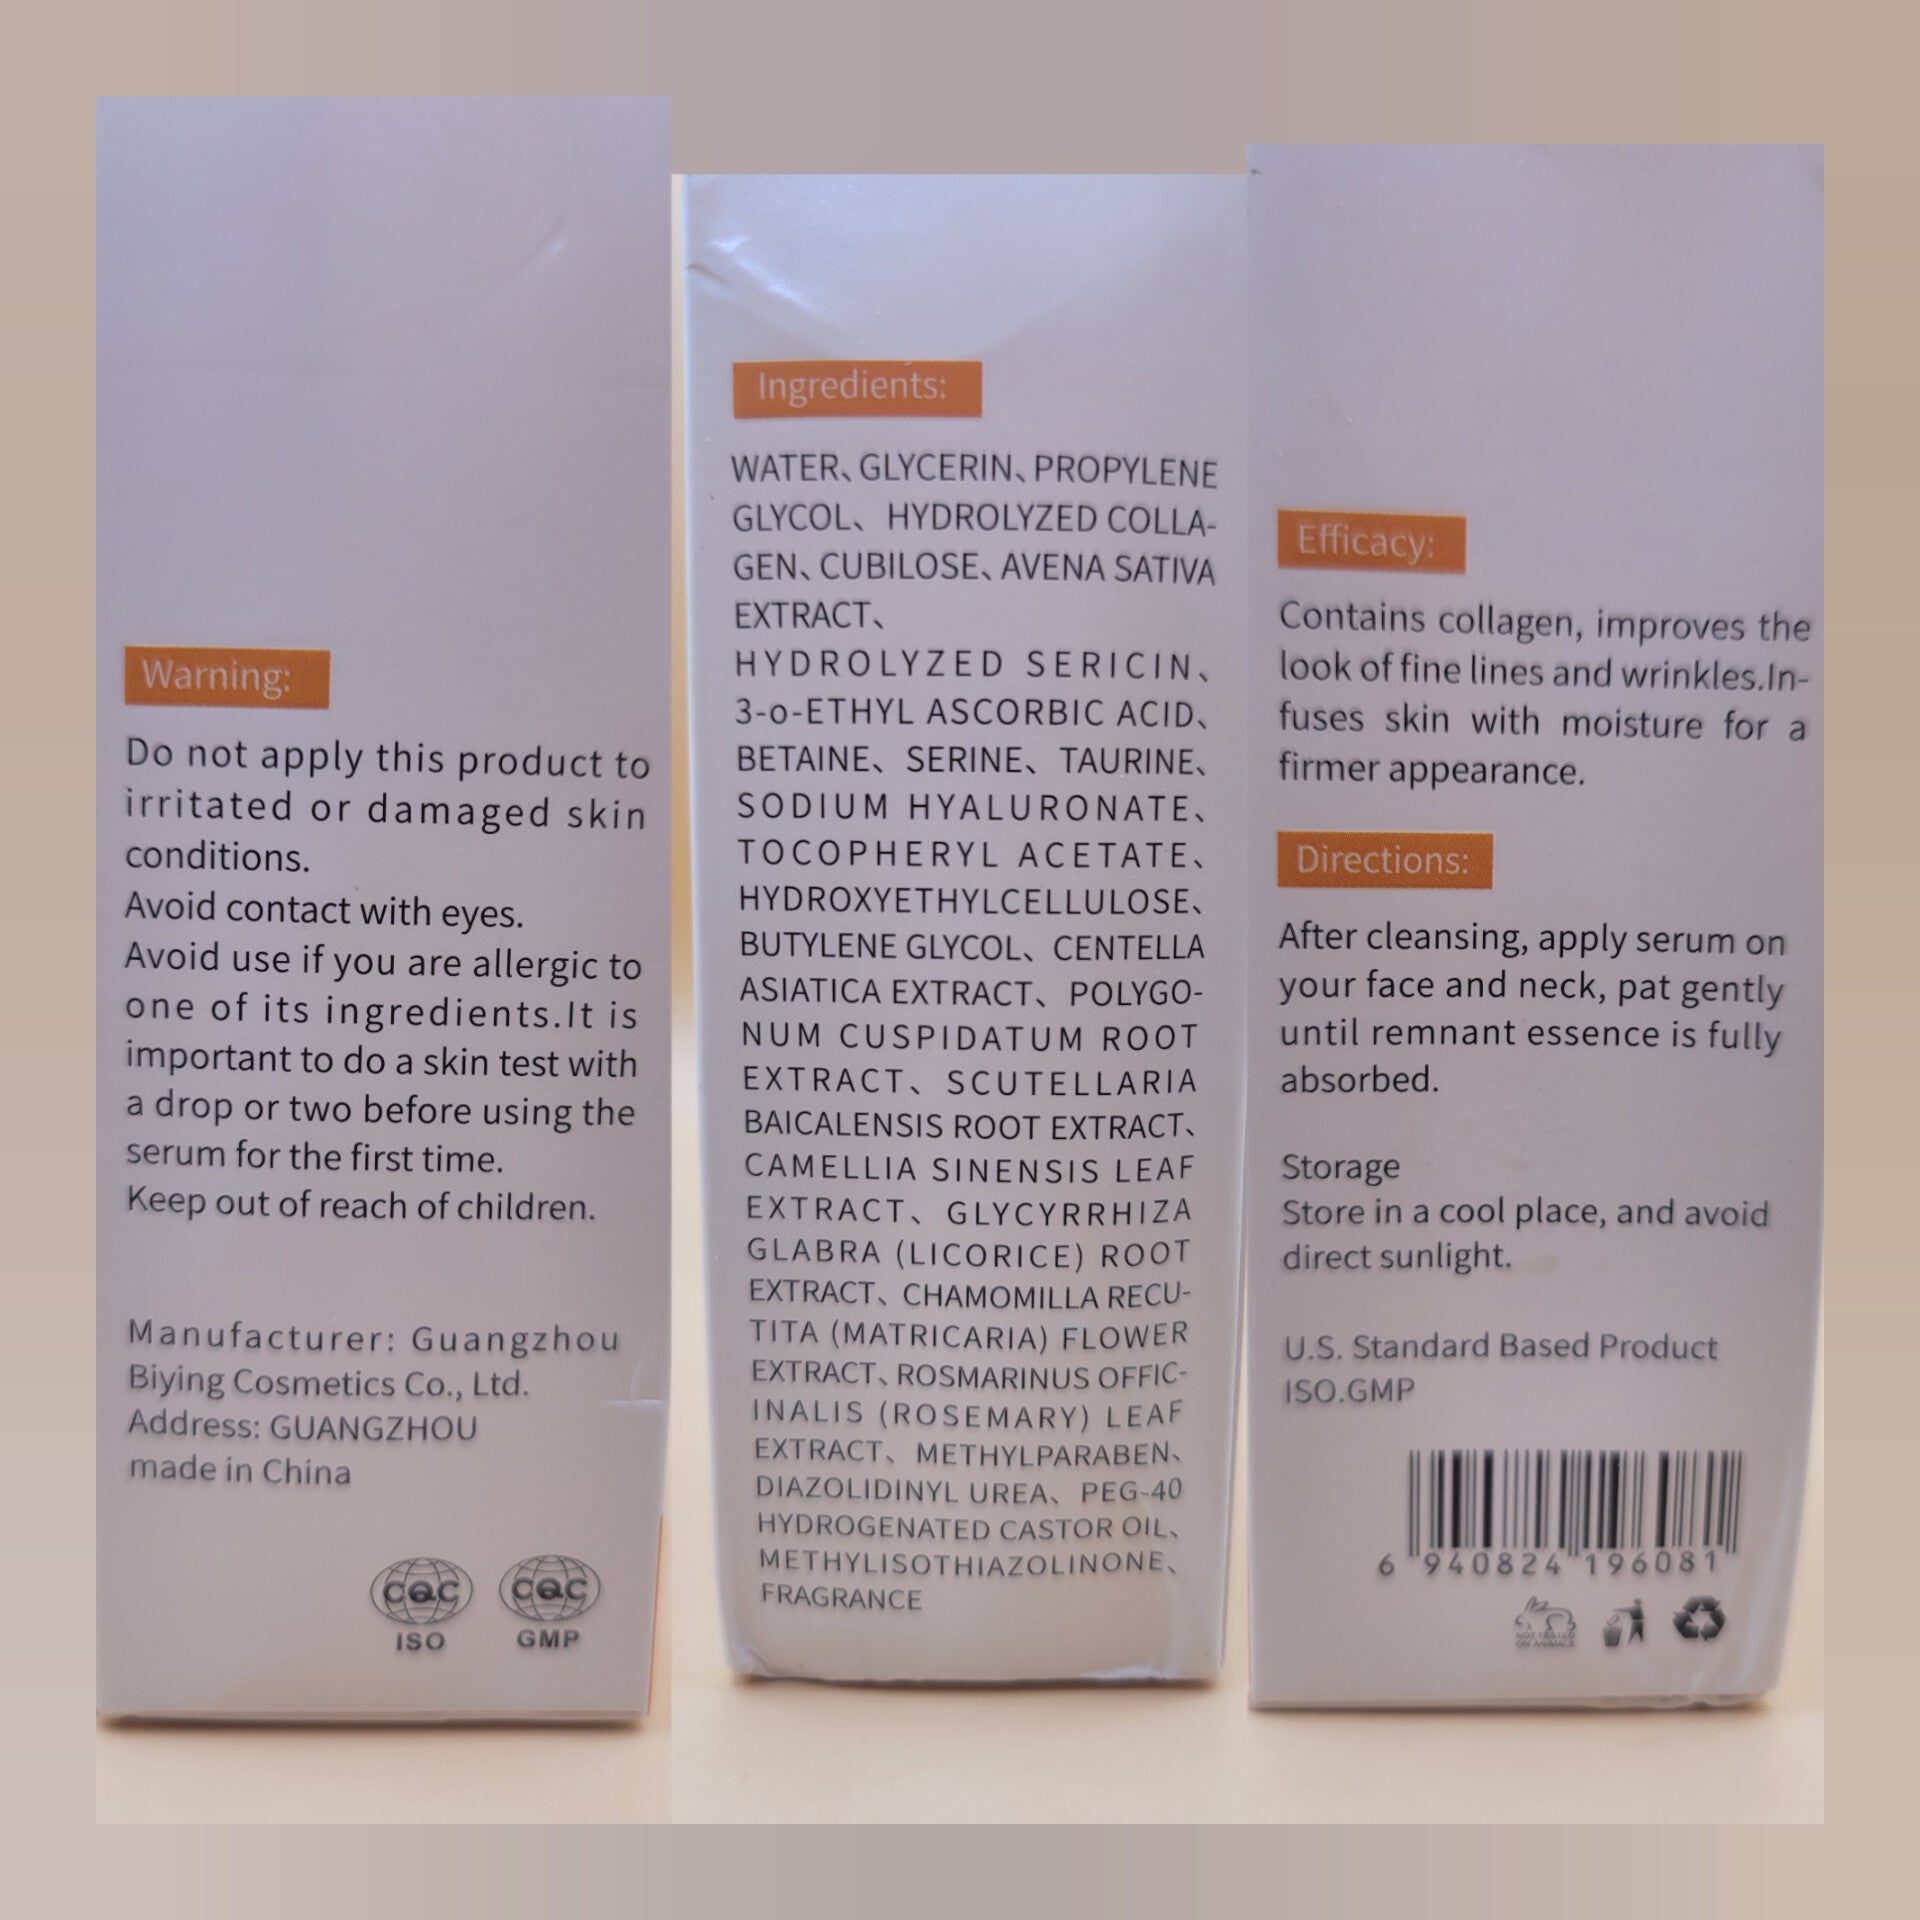 Warning:
Do not apply this product to
irritated or damaged skin
conditions.
Avoid contact with eyes.
Avoid use if you are allergic to
one of its ingredients.It is
important to do a skin test with
a drop or two before using the
serum for the first time.
Keep out of reach of children.
Manufacturer: Guangzhou
Biying Cosmetics Co., Ltd.
Address: GUANGZHOU
made in China
CQC
ISO
CQC
GMP
Ingredients:
WATER、GLYCERIN、PROPYLENE
GLYCOL、HYDROLYZED COLLA-
GEN、CUBILOSE、AVENA SATIVA
EXTRACT、
HYDROLYZED SERICIN、
3-o-ETHYL ASCORBIC ACID、
BETAINE、SERINE、TAURINE、
SODIUM HYALURONATE、
TOCOPHERYL ACETATE、
HYDROXYETHYLCELLULOSE、
BUTYLENE GLYCOL、CENTELLA
ASIATICA EXTRACT、POLYGO-
NUM CUSPIDATUM ROOT
EXTRACT、SCUTELLARIA
BAICALENSIS ROOT EXTRACT、
CAMELLIA SINENSIS LEAF
EXTRACT、GLYCYRRHIZA
GLABRA (LICORICE) ROOT
EXTRACT、CHAMOMILLA RECU-
TITA (MATRICARIA) FLOWER
EXTRACT、ROSMARINUS OFFIC-
INALIS (ROSEMARY) LEAF
EXTRACT、METHYLPARABEN、
DIAZOLIDINYL UREA、PEG-40
HYDROGENATED CASTOR OIL、
METHYLISOTHIAZOLINONE、
FRAGRANCE
Efficacy:
Contains collagen, improves the
look of fine lines and wrinkles.In-
fuses skin with moisture for a
firmer appearance.
Directions:
After cleansing, apply serum on
your face and neck, pat gently
until remnant essence is fully
absorbed.
Storage
Store in a cool place, and avoid
direct sunlight.
U.S. Standard Based Product
ISO.GMP
6 940824 196081
NOT TESTED
ON ANIMALS